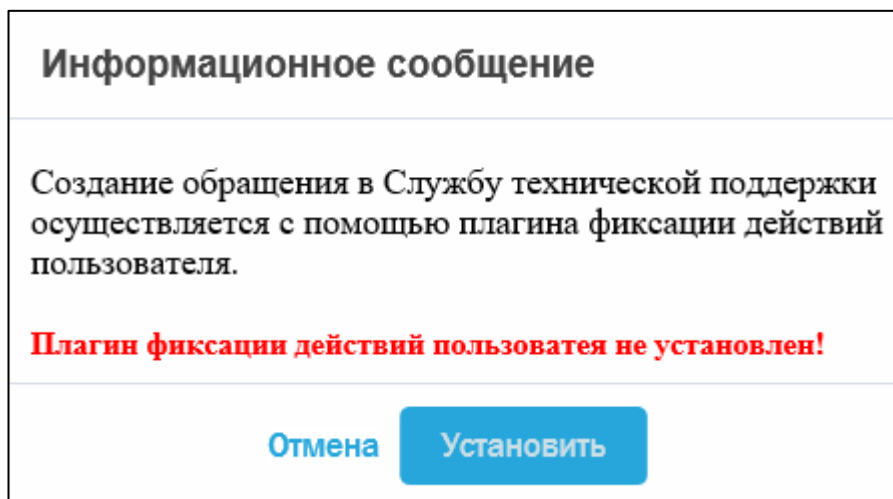 Информационное сообщение
Создание обращения в Службу технической поддержки
осуществляется с помощью плагина фиксации действий
пользователя.
Плагин фиксации действий пользоватея не установлен!
Отмена Установить